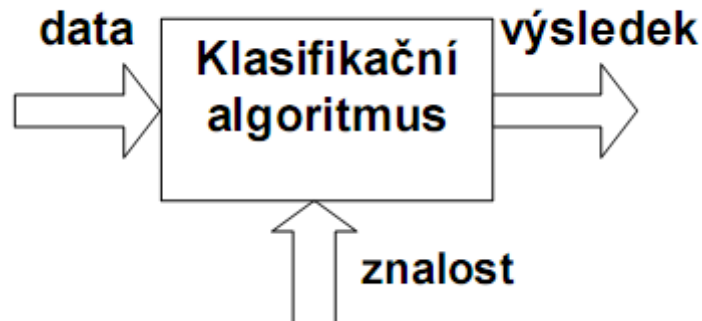 data
Klasifikační
algoritmus
výsledek
znalost